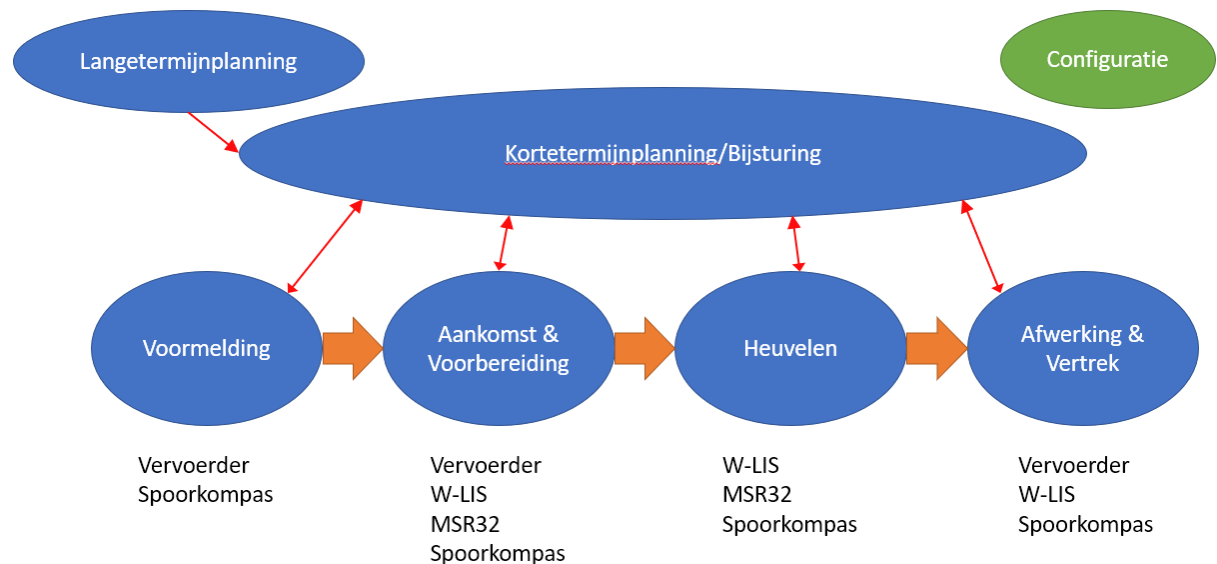 Langetermijnplanning
Configuratie
Kortetermijnplanning/Bijsturing
Voormelding
Aankomst &
Voorbereiding
Heuvelen
Afwerking &
Vertrek
Vervoerder
Spoorkompas
Vervoerder
W-LIS
MSR32
Spoorkompas
W-LIS
MSR32
Spoorkompas
Vervoerder
W-LIS
Spoorkompas